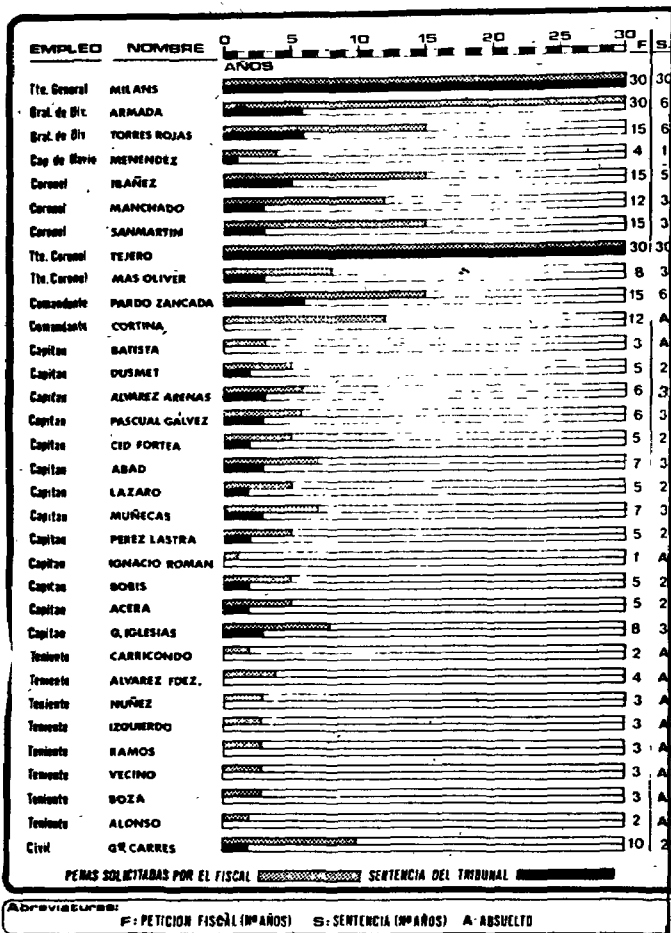 EMPLEO NOMBRE 0 5 10 15 20 25 30 F S
AÑOS
Tte. General MILANS 30 30
Gral. de Div. ARMADA 30 6
Gral. de Div TORRES ROJAS 15 6
Cap de Navio MENENDEZ 4 1
Coronel IBAÑEZ 15 5
Coronel MANCHADO 12 3
Coronel SANMARTIN 15 3
Tte. Coronel TEJERO 30 30
Tte. Coronel MAS OLIVER 8 3
Comandante PARDO ZANCADA 15 6
Comandante CORTINA 12 A
Capitan BATISTA 3 A
Capitan DUSMET 5 2
Capitan ALVAREZ ARENAS 6 3
Capitan PASCUAL GALVEZ 6 3
Capitan CID FORTEA 5 2
Capitan ABAD 7 3
Capitan LAZARO 5 2
Capitan MUÑECAS 7 3
Capitan PEREZ LASTRA 5 2
Capitan IGNACIO ROMAN 1 A
Capitan BOBIS 5 2
Capitan ACERA 5 2
Capitan G. IGLESIAS 8 3
Teniente CARRICONDO 2 A
Teniente ALVAREZ FDEZ. 4 A
Teniente NUÑEZ 3 A
Teniente IZQUIERDO 3 A
Teniente RAMOS 3 A
Teniente VECINO 3 A
Teniente BOZA 3 A
Teniente ALONSO 2 A
Civil Gª CARRES 10 2
PENAS SOLICITADAS POR EL FISCAL SENTENCIA DEL TRIBUNAL
Abreviaturas:
F: PETICION FISCAL (Nº AÑOS) S: SENTENCIA (Nº AÑOS) A-ABSUELTO